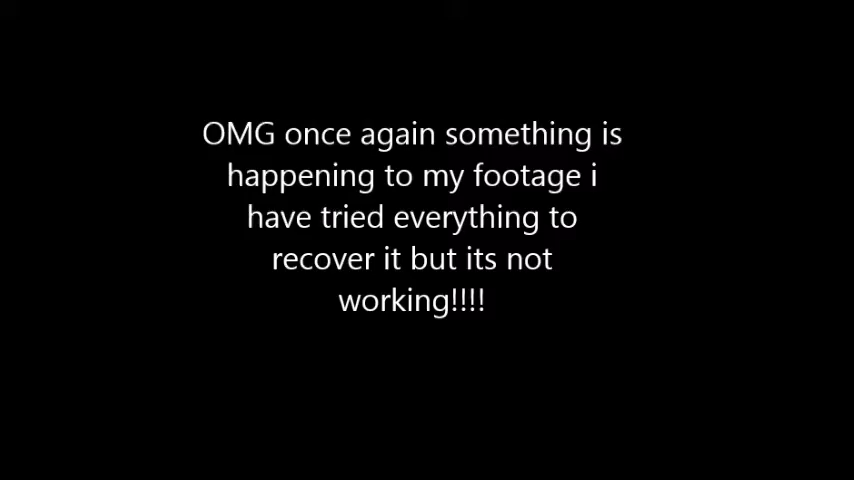 OMG once again something is
happening to my footage i
have tried everything to
recover it but its not
working!!!!